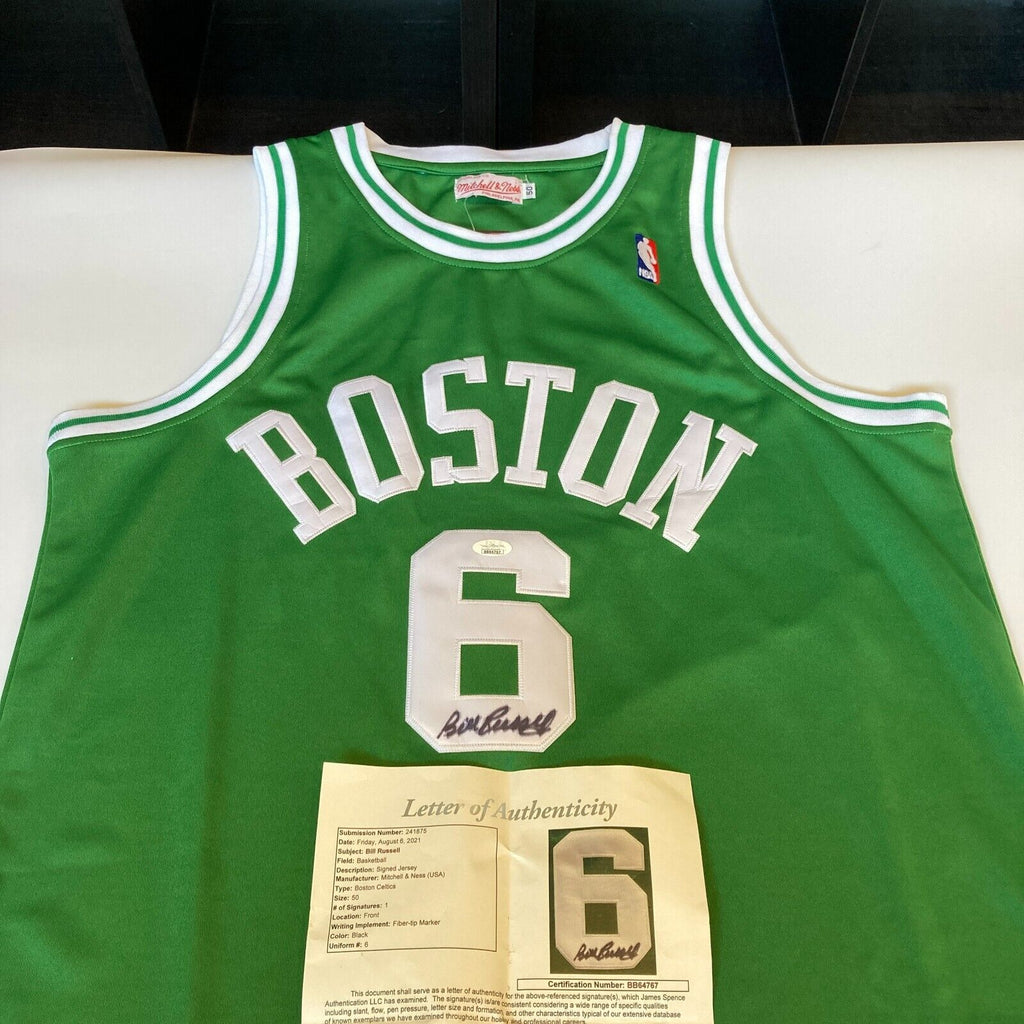 Mitchell & Ness
PHILADELPHIA, PA
50
NBA
BOSTON
6
BB64767
Bill Russell
Letter of Authenticity
Submission Number: 241875
Date: Friday, August 6, 2021
Subject: Bill Russell
Field: Basketball
Description: Signed Jersey
Manufacturer: Mitchell & Ness (USA)
Type: Boston Celtics
Size: 50
# of Signatures: 1
Location: Front
Writing Implement: Fiber-tip Marker
Color: Black
Uniform #: 6
6
Bill Russell
Certification Number: BB64767
This document shall serve as a letter of authenticity for the above-referenced signature(s), which James Spence
Authentication LLC has examined. The signature(s) is/are consistent considering a wide range of specific qualities
including slant, flow, pen pressure, letter size and formation, and other characteristics typical of our extensive database
of known exemplars we have examined throughout our hobby and professional careers.